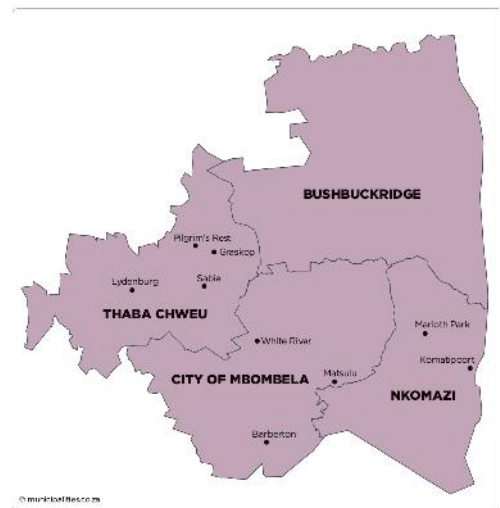 BUSHBUCKRIDGE
Pilgrim's Rest
Graskop
Lydenburg
Sabie
THABA CHWEU
Marloth Park
White River
Komatipoort
Matsulu
CITY OF MBOMBELA
NKOMAZI
Barberton
© municipalities.co.za